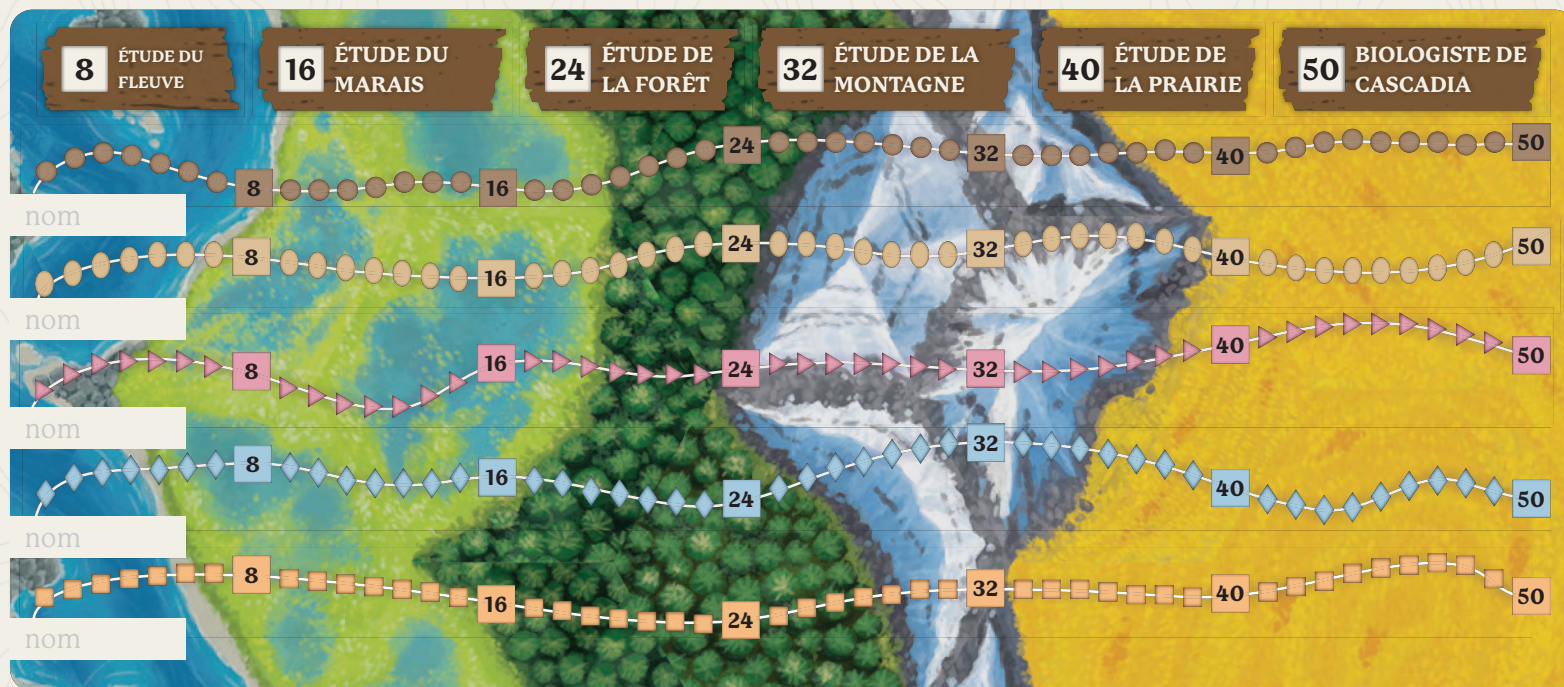 8 ÉTUDE DU
FLEUVE
16 ÉTUDE DU
MARAIS
24 ÉTUDE DE
LA FORÊT
32 ÉTUDE DE LA
MONTAGNE
40 ÉTUDE DE
LA PRAIRIE
50 BIOLOGISTE DE
CASCADIA
8 16 24 32 40 50
nom
8 16 24 32 40 50
nom
8 16 24 32 40 50
nom
8 16 24 32 40 50
nom
8 16 24 32 40 50
nom